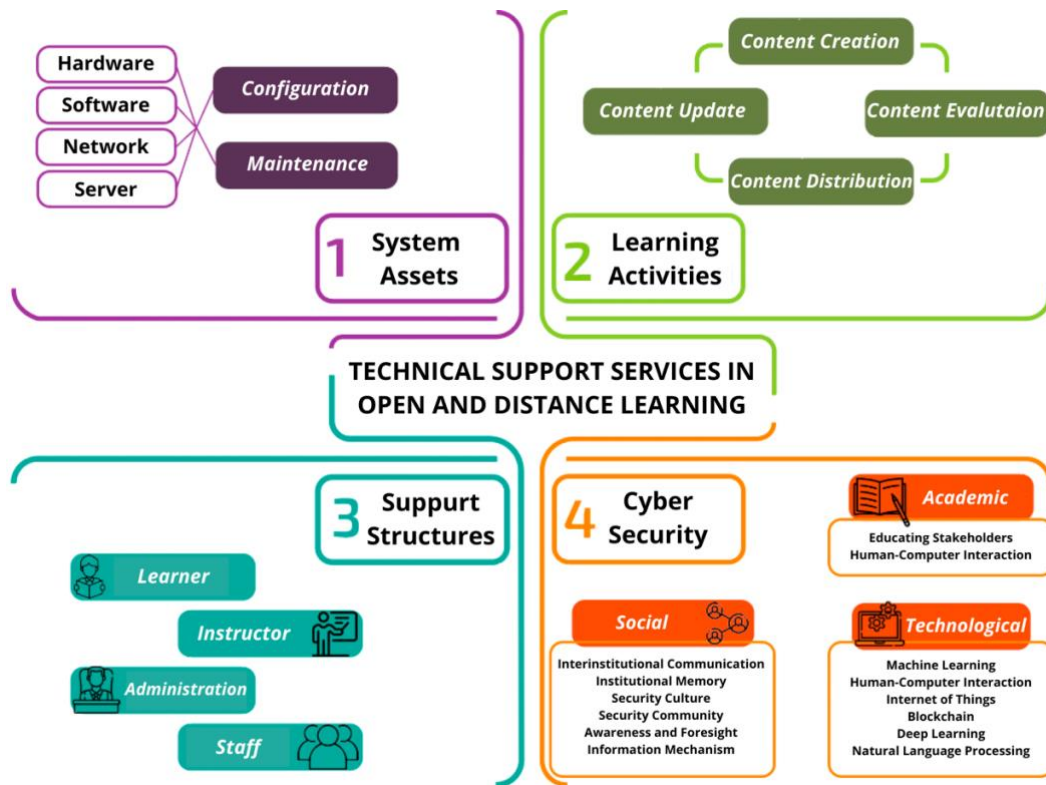 Hardware
Software
Network
Server
Configuration
Maintenance
1
System
Assets
Content Creation
Content Update
Content Evalutaion
Content Distribution
2
Learning
Activities
TECHNICAL SUPPORT SERVICES IN
OPEN AND DISTANCE LEARNING
3
Suppurt
Structures
Learner
Instructor
Administration
Staff
4
Cyber
Security
Academic
Educating Stakeholders
Human-Computer Interaction
Social
Interinstitutional Communication
Institutional Memory
Security Culture
Security Community
Awareness and Foresight
Information Mechanism
Technological
Machine Learning
Human-Computer Interaction
Internet of Things
Blockchain
Deep Learning
Natural Language Processing